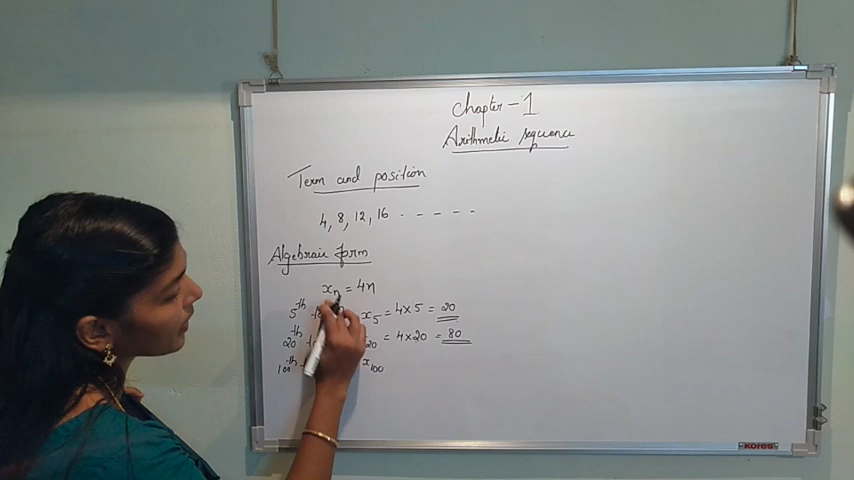 Chapter - 1
Arithmetic sequence
Term and position
4, 8, 12, 16 . - - - - -
Algebraic form
xn = 4n
5th x5 = 4 × 5 = 20
20th 20 = 4 × 20 = 80
100th x100
KORES